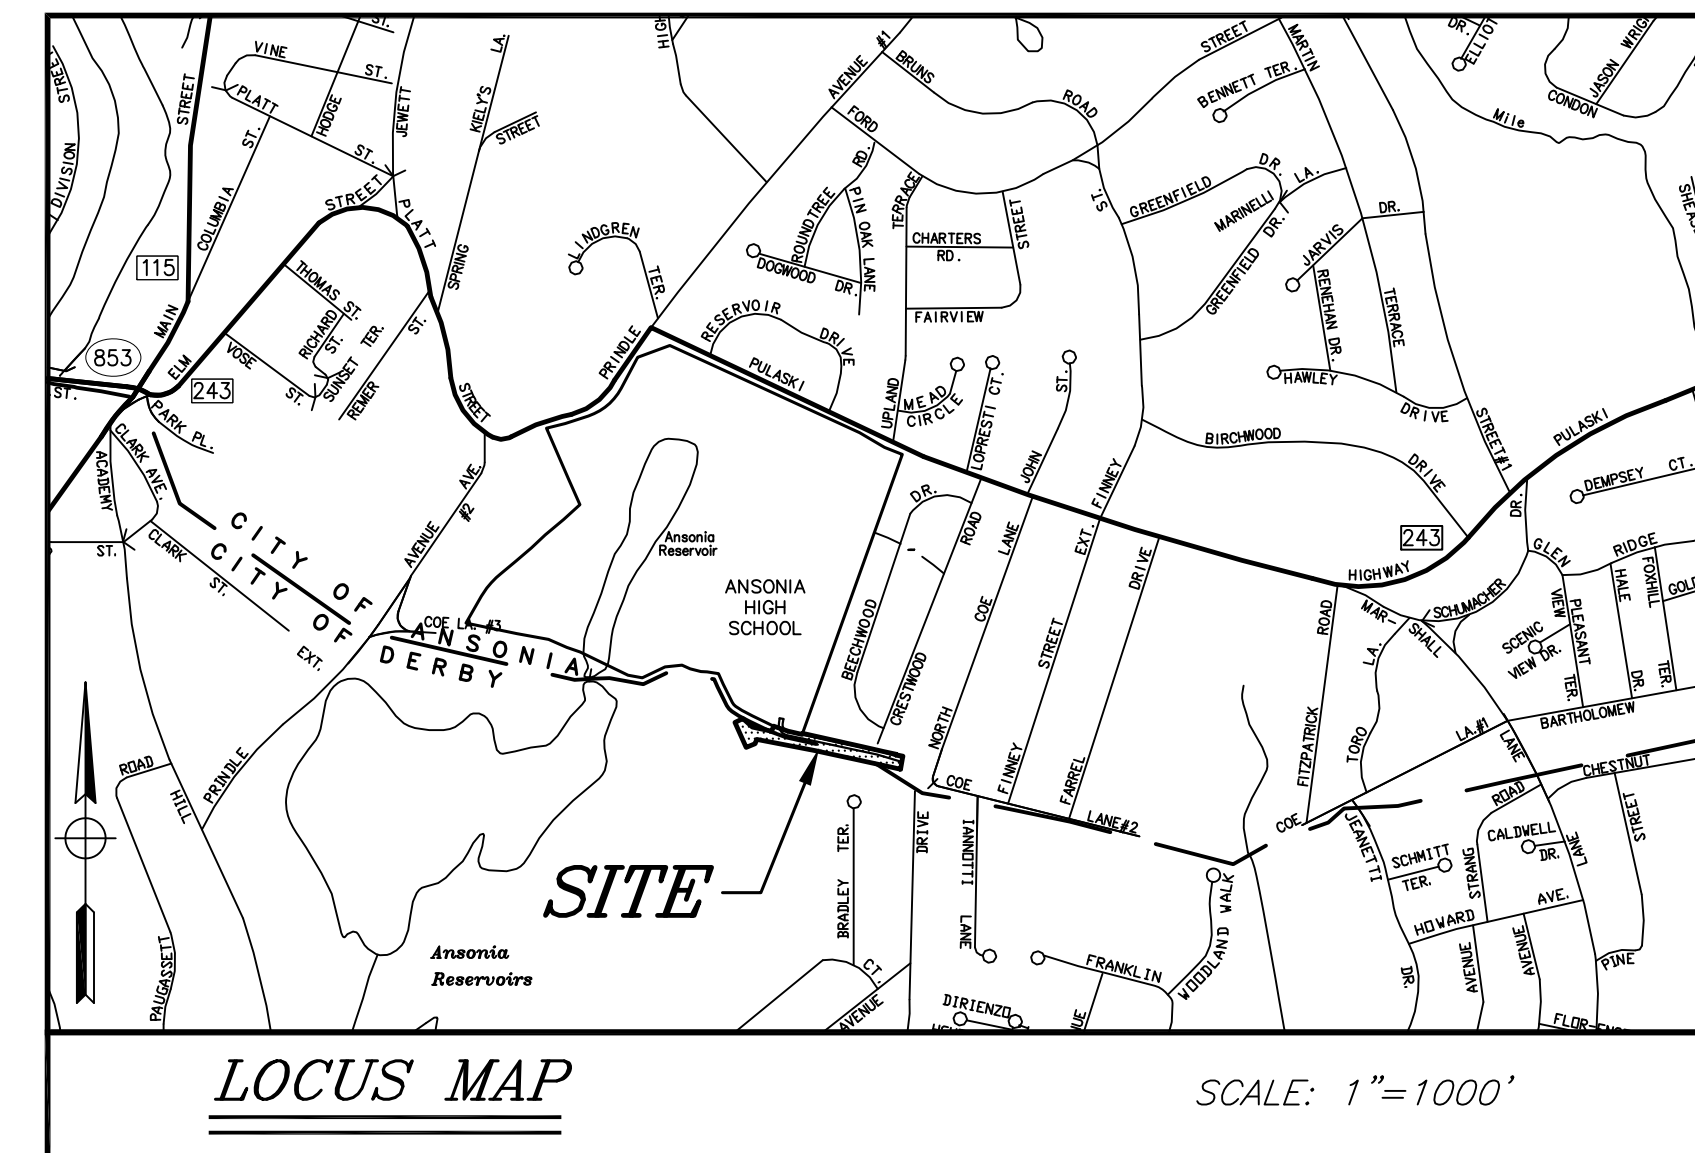 VINE
ST.
PLATT
ST.
HODGE
JEWETT
STREET
KIELY'S
LA.
STREET
COLUMBIA
ST.
DIVISION
STREET
115
MAIN
853
ELM
243
STREET
PLATT
SPRING
THOMAS ST.
RICHARD
ST.
SUNSET TER.
REMER
ST.
VOSE
ST.
STREET
ST.
PARK PL.
CLARK AVE.
ACADEMY
ST.
CLARK
ST.
EXT.
LINDGREN
TER.
PRINDLE
AVENUE #1
BRUNS
ROAD
FORD
STREET
ST.
BENNETT TER.
MARTIN
ROUNDTREE
RD.
PIN OAK LANE
DOGWOOD DR.
TERRACE
CHARTERS
RD.
STREET
FAIRVIEW
RESERVOIR
DRIVE
PULASKI
UPLAND
MEAD
CIRCLE
LOPRESTI CT.
JOHN
ST.
GREENFIELD
DR.
MARINELLI
LA.
GREENFIELD
DR.
JARVIS
DR.
RENEHAN DR.
TERRACE
HAWLEY
DRIVE
BIRCHWOOD
DRIVE
STREET#1
PULASKI
DEMPSEY CT.
ELLIOT
DR.
JASON
CONDON
Mile
AVENUE
#2
AVE.
CITY OF
CITY OF
ANSONIA
DERBY
COE LA. #3
Ansonia
Reservoir
ANSONIA
HIGH
SCHOOL
DR.
BEECHWOOD
CRESTWOOD
ROAD
NORTH
COE
LANE
FINNEY
STREET
EXT.
FINNEY
FARREL
DRIVE
243
HIGHWAY
DR.
GLEN
RIDGE
SCHUMACHER
MAR-
SHALL
SCENIC
VIEW DR.
VIEW
PLEASANT
TER.
HALE
DR.
FOXHILL
TER.
ROAD
FITZPATRICK
TORO
LA.
LA.#1
COE
LANE
BARTHOLOMEW
CHESTNUT
STREET
ROAD
STRANG
CALDWELL
DR.
LANE
SCHMITT
TER.
JEANETTI
DR.
HOWARD
AVE.
AVENUE
AVENUE
PINE
COE
LANE#2
DRIVE
IANNOTTI
LANE
BRADLEY
TER.
CT.
AVENUE
WOODLAND WALK
FRANKLIN
DIRIENZO
ROAD
HILL
PRINDLE
PAUGASSETT
SITE
Ansonia
Reservoirs
LOCUS MAP
SCALE: 1"=1000'